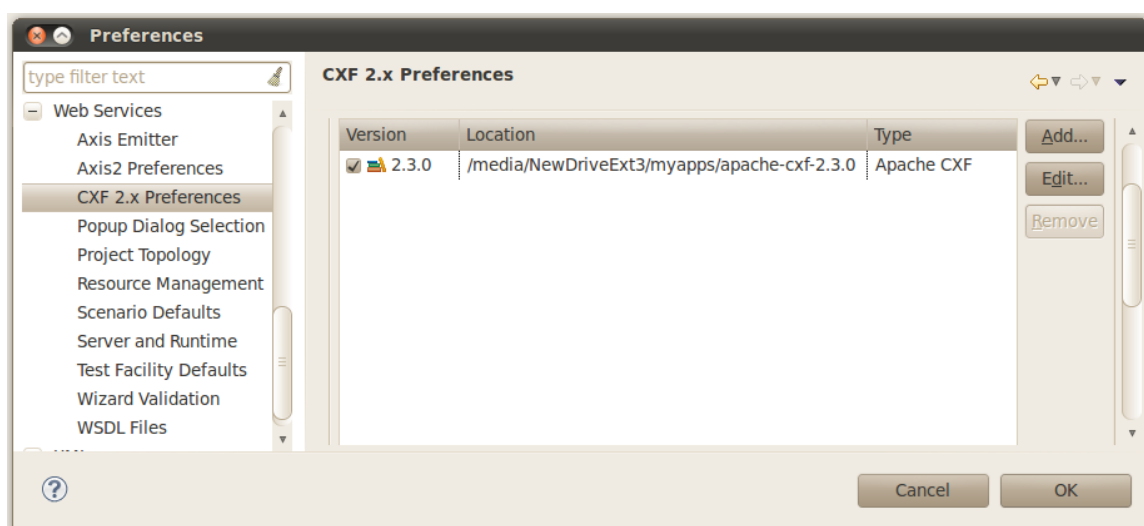 Preferences
type filter text
Web Services
Axis Emitter
Axis2 Preferences
CXF 2.x Preferences
Popup Dialog Selection
Project Topology
Resource Management
Scenario Defaults
Server and Runtime
Test Facility Defaults
Wizard Validation
WSDL Files
CXF 2.x Preferences
Version Location Type
2.3.0 /media/NewDriveExt3/myapps/apache-cxf-2.3.0 Apache CXF
Add...
Edit...
Remove
Cancel OK